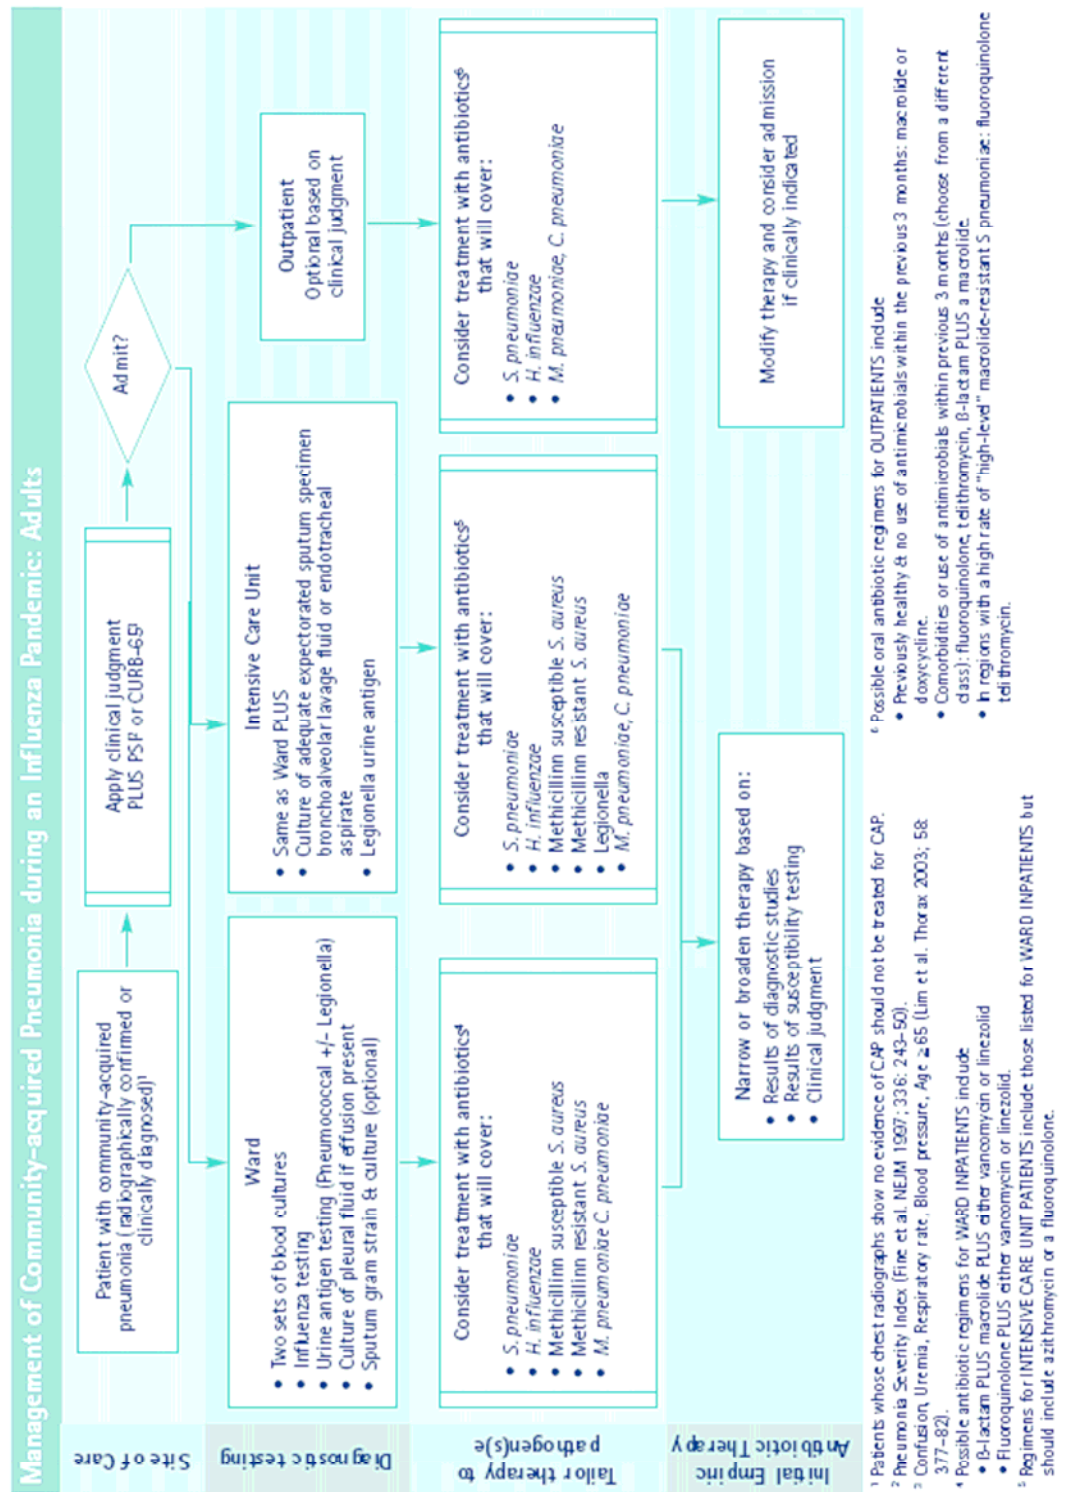 Management of Community-acquired Pneumonia during an Influenza Pandemic: Adults
Site of Care
Patient with community-acquired
pneumonia (radiographically confirmed or
clinically diagnosed)¹
Apply clinical judgment
PLUS PSI² or CURB-65³
Admit?
Diagnostic testing
Ward
• Two sets of blood cultures
• Influenza testing
• Urine antigen testing (Pneumococcal +/- Legionella)
• Culture of pleural fluid if effusion present
• Sputum gram strain & culture (optional)
Intensive Care Unit
• Same as Ward PLUS
• Culture of adequate expectorated sputum specimen
bronchoalveolar lavage fluid or endotracheal
aspirate
• Legionella urine antigen
Outpatient
Optional based on
clinical judgment
Tailor therapy to
pathogen(s)e
Consider treatment with antibiotics⁴
that will cover:
• S. pneumoniae
• H. influenzae
• Methicillinn susceptible S. aureus
• Methicillinn resistant S. aureus
• M. pneumoniae C. pneumoniae
Consider treatment with antibiotics⁵
that will cover:
• S. pneumoniae
• H. influenzae
• Methicillinn susceptible S. aureus
• Methicillinn resistant S. aureus
• Legionella
• M. pneumoniae, C. pneumoniae
Consider treatment with antibiotics⁶
that will cover:
• S. pneumoniae
• H. influenzae
• M. pneumoniae, C. pneumoniae
Initial Empiric
Antibiotic Therapy
Narrow or broaden therapy based on:
• Results of diagnostic studies
• Results of susceptibility testing
• Clinical judgment
Modify therapy and consider admission
if clinically indicated
¹ Patients whose chest radiographs show no evidence of CAP should not be treated for CAP.
² Pneumonia Severity Index (Fine et al. NEJM 1997; 336: 243-50).
³ Confusion, Uremia, Respiratory rate, Blood pressure, Age ≥ 65 (Lim et al. Thorax 2003; 58:
377-82).
⁴ Possible antibiotic regimens for WARD INPATIENTS include
• ß-lactam PLUS macrolide PLUS either vancomycin or linezolid
• Fluoroquinolone PLUS either vancomycin or linezolid.
⁵ Regimens for INTENSIVE CARE UNIT PATIENTS include those listed for WARD INPATIENTS but
should include azithromycin or a fluoroquinolone.
⁶ Possible oral antibiotic regimens for OUTPATIENTS include
• Previously healthy & no use of antimicrobials within the previous 3 months: macrolide or
doxycycline.
• Comorbidities or use of antimicrobials within previous 3 months (choose from a different
class): fluoroquinolone, telithromycin, ß-lactam PLUS a macrolide.
• In regions with a high rate of "high-level" macrolide-resistant S pneumoniae: fluoroquinolone
telithromycin.